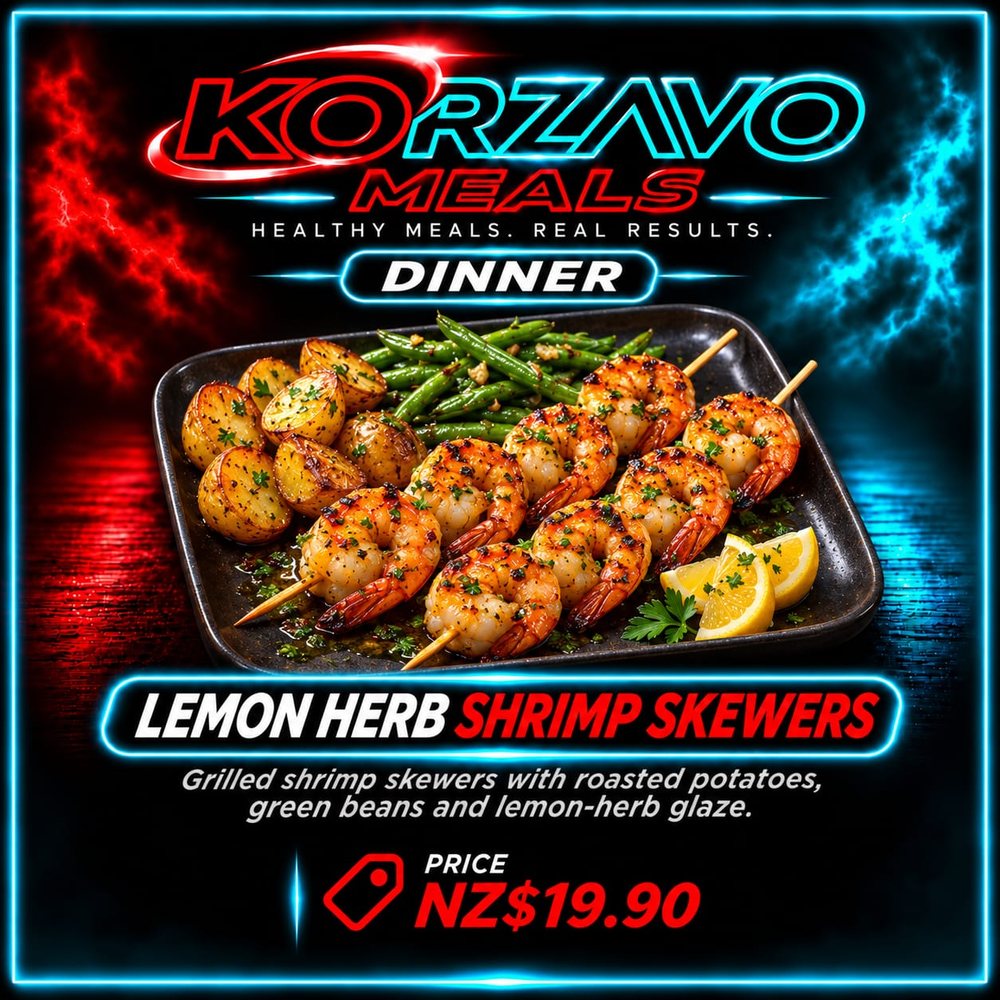 KORZAVO
MEALS
HEALTHY MEALS. REAL RESULTS.
DINNER
LEMON HERB SHRIMP SKEWERS
Grilled shrimp skewers with roasted potatoes,
green beans and lemon-herb glaze.
PRICE
NZ$19.90